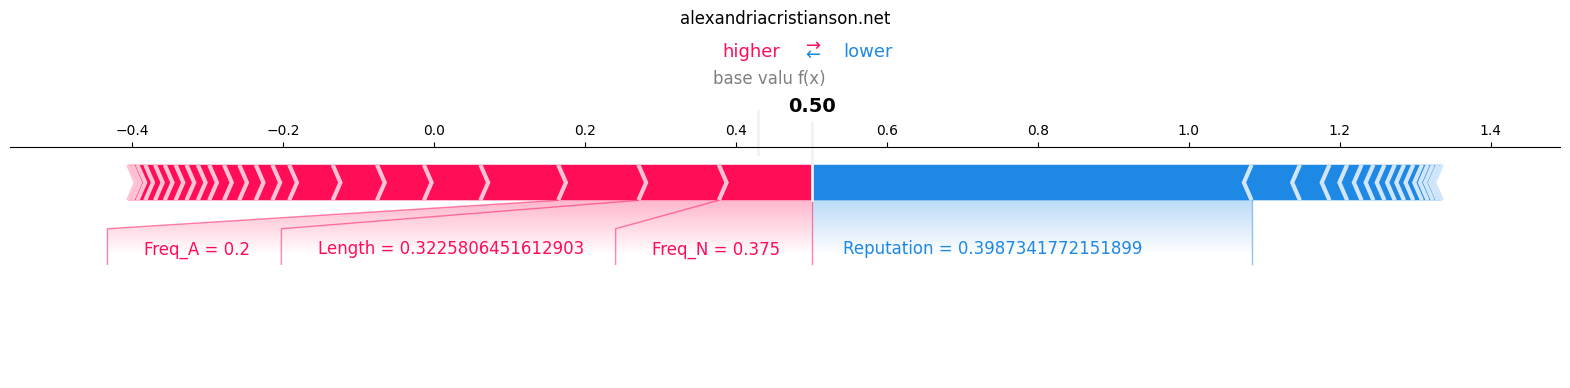 alexandriacristianson.net
higher ⇄ lower
base valu f(x)
0.50
−0.4 −0.2 0.0 0.2 0.4 0.6 0.8 1.0 1.2 1.4
Freq_A = 0.2 Length = 0.3225806451612903 Freq_N = 0.375 Reputation = 0.3987341772151899